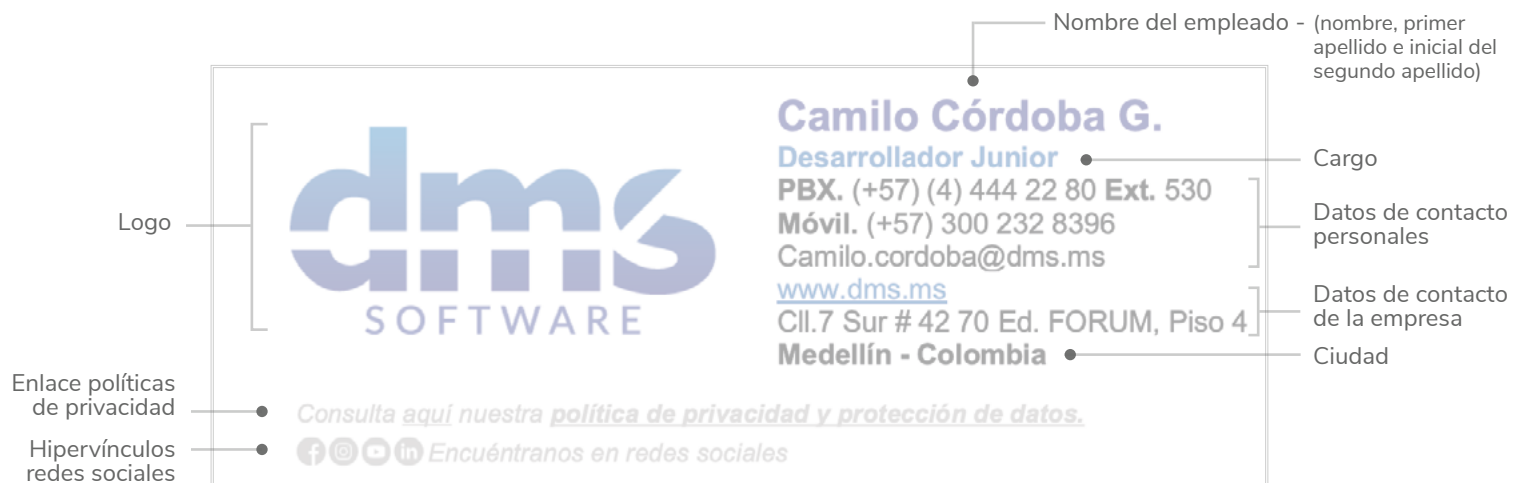 Nombre del empleado - (nombre, primer
apellido e inicial del
segundo apellido)
Camilo Córdoba G.
Desarrollador Junior
Cargo
PBX. (+57) (4) 444 22 80 Ext. 530
Móvil. (+57) 300 232 8396
Camilo.cordoba@dms.ms
Datos de contacto
personales
Logo
dms
SOFTWARE
www.dms.ms
Cll.7 Sur # 42 70 Ed. FORUM, Piso 4
Datos de contacto
de la empresa
Medellín - Colombia
Ciudad
Enlace políticas
de privacidad
Consulta aquí nuestra política de privacidad y protección de datos.
Hipervínculos
redes sociales
Encuéntranos en redes sociales